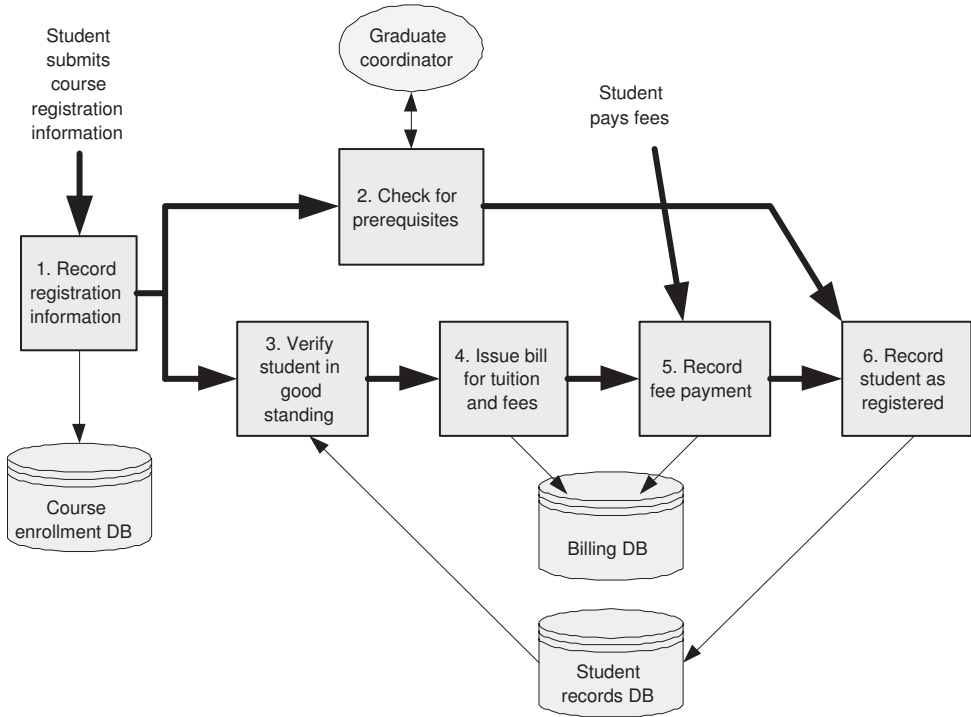 Student
submits
course
registration
information
Graduate
coordinator
Student
pays fees
2. Check for
prerequisites
1. Record
registration
information
3. Verify
student in
good
standing
4. Issue bill
for tuition
and fees
5. Record
fee payment
6. Record
student as
registered
Course
enrollment DB
Billing DB
Student
records DB